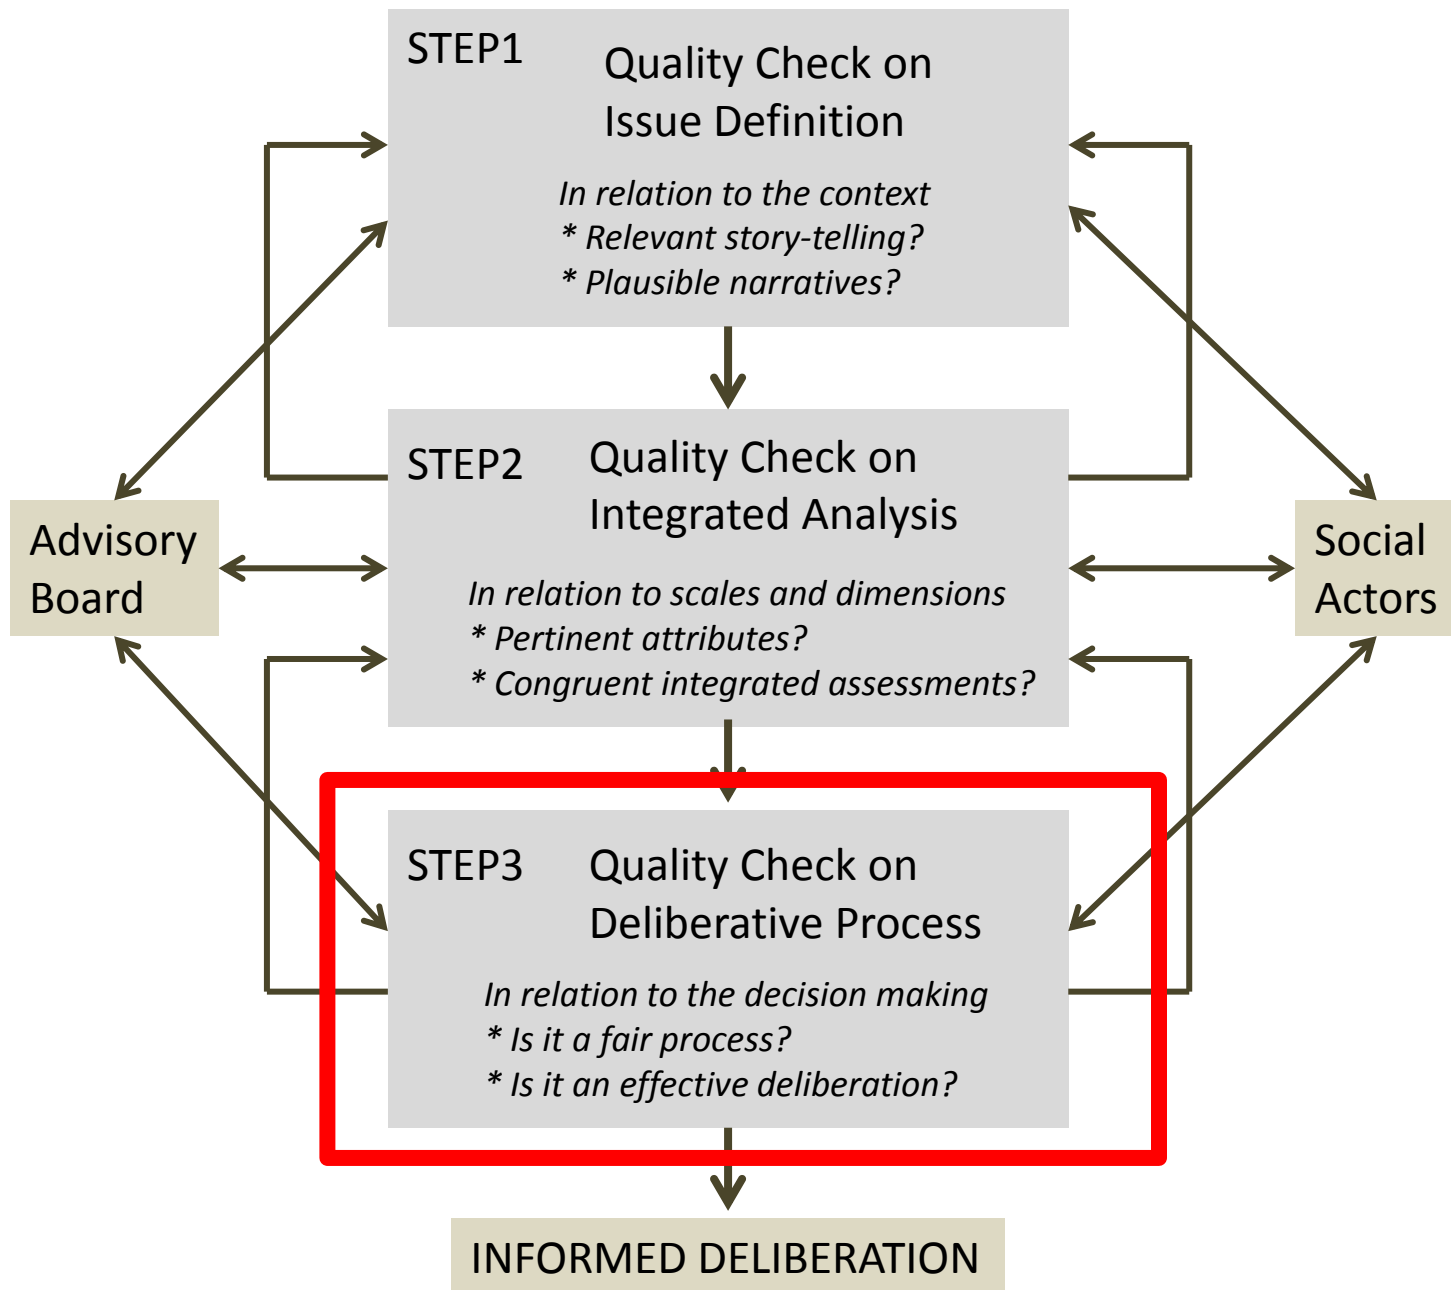 STEP1
Quality Check on
Issue Definition
In relation to the context
* Relevant story-telling?
* Plausible narratives?
STEP2
Quality Check on
Integrated Analysis
In relation to scales and dimensions
* Pertinent attributes?
* Congruent integrated assessments?
Advisory
Board
Social
Actors
STEP3
Quality Check on
Deliberative Process
In relation to the decision making
* Is it a fair process?
* Is it an effective deliberation?
INFORMED DELIBERATION